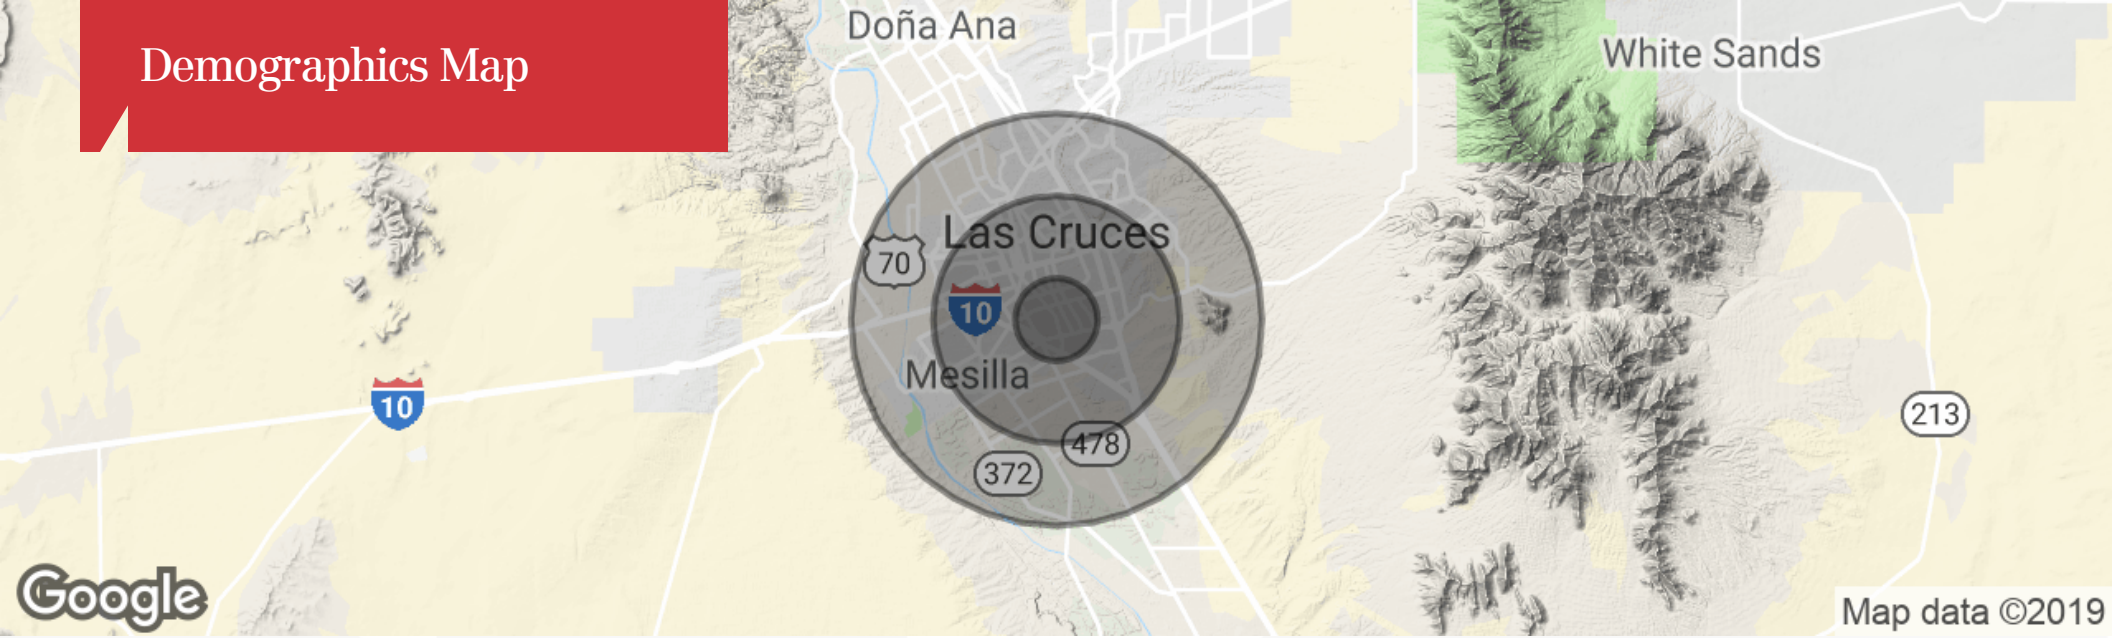 Demographics Map
Doña Ana
White Sands
Las Cruces
70
10
Mesilla
10
213
478
372
Google
Map data ©2019